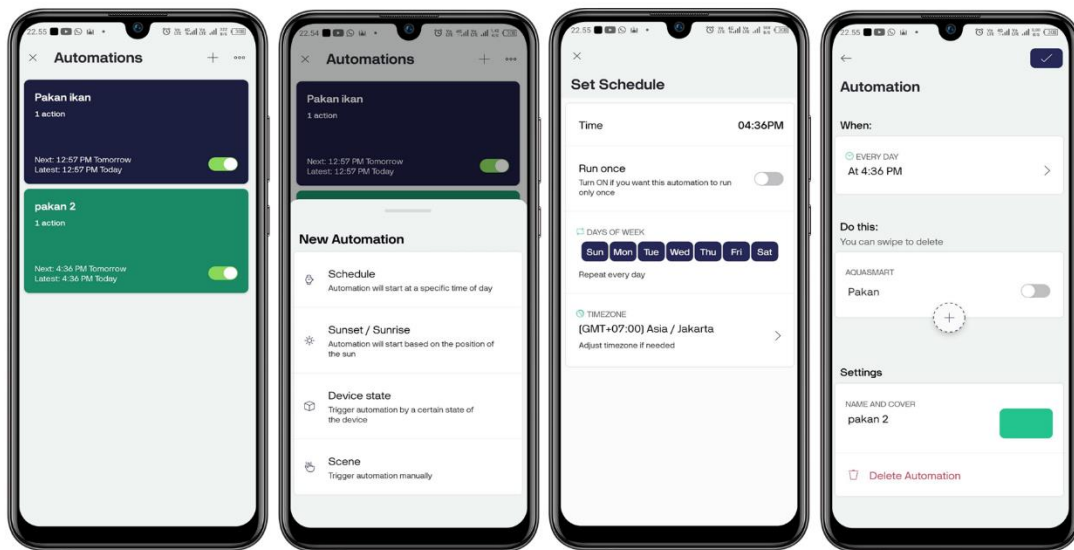 22.55
Automations
Pakan ikan
1 action
Next: 12:57 PM Tomorrow
Latest: 12:57 PM Today
pakan 2
1 action
Next: 4:36 PM Tomorrow
Latest: 4:36 PM Today
22.54
Automations
Pakan ikan
1 action
Next: 12:57 PM Tomorrow
Latest: 12:57 PM Today
New Automation
Schedule
Automation will start at a specific time of day
Sunset / Sunrise
Automation will start based on the position of
the sun
Device state
Trigger automation by a certain state of
the device
Scene
Trigger automation manually
22.55
Set Schedule
Time 04:36PM
Run once
Turn ON if you want this automation to run
only once
DAYS OF WEEK
Sun Mon Tue Wed Thu Fri Sat
Repeat every day
TIMEZONE
(GMT+07:00) Asia / Jakarta
Adjust timezone if needed
22.55
Automation
When:
EVERY DAY
At 4:36 PM
Do this:
You can swipe to delete
AQUASMART
Pakan
Settings
NAME AND COVER
pakan 2
Delete Automation